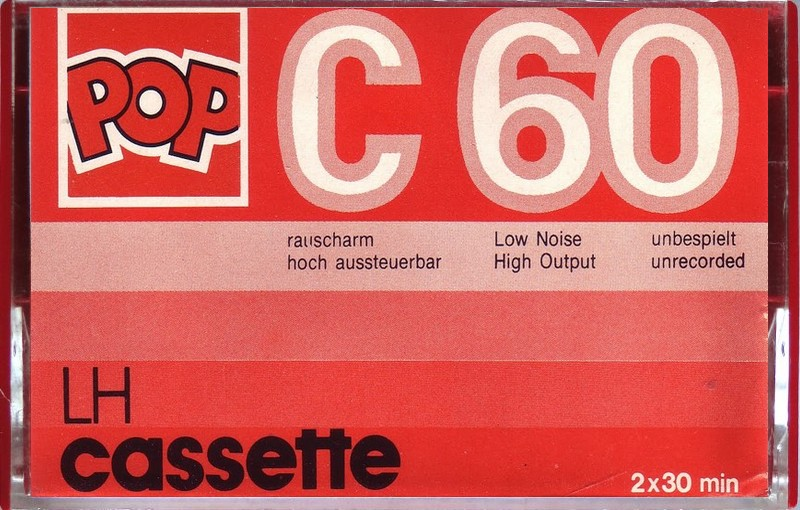 POP
C 60
rauscharm
hoch aussteuerbar
Low Noise
High Output
unbespielt
unrecorded
LH
cassette
2x30 min